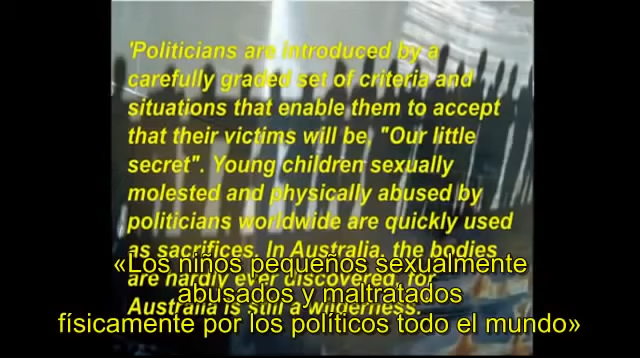 'Politicians are introduced by a
carefully graded set of criteria and
situations that enable them to accept
that their victims will be, "Our little
secret". Young children sexually
molested and physically abused by
politicians worldwide are quickly used
as sacrifices. In Australia, the bodies
«Los niños pequeños sexualmente
are hardly ever discovered, for
abusados y maltratados
Australia is still a wilderness.'
físicamente por los políticos todo el mundo»